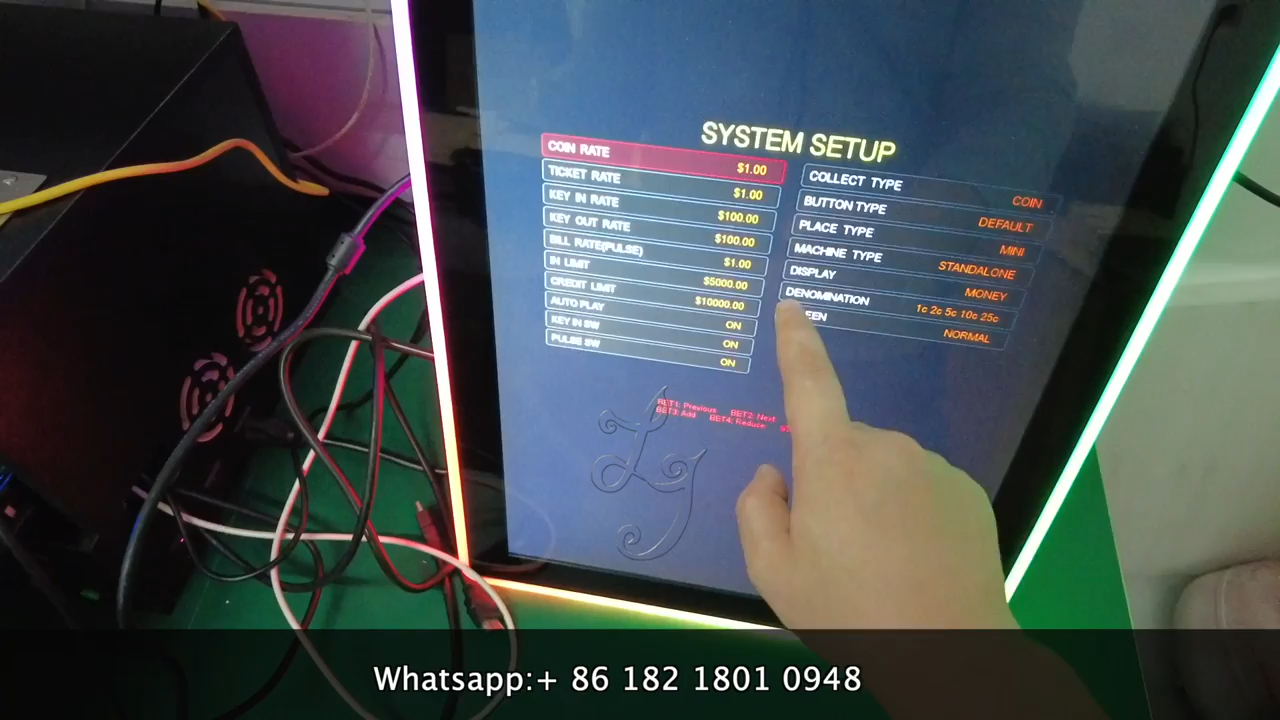 SYSTEM SETUP
COIN RATE $1.00
TICKET RATE $1.00
KEY IN RATE $100.00
KEY OUT RATE $100.00
BILL RATE(PULSE) $1.00
IN LIMIT $5000.00
CREDIT LIMIT $10000.00
AUTO PLAY ON
KEY IN SW ON
PULSE SW ON
COLLECT TYPE COIN
BUTTON TYPE DEFAULT
PLACE TYPE MINI
MACHINE TYPE STANDALONE
DISPLAY MONEY
DENOMINATION 1c 2c 5c 10c 25c
EEN NORMAL
BET1: Previous BET2: Next
BET3: Add BET4: Reduce
Whatsapp:+ 86 182 1801 0948